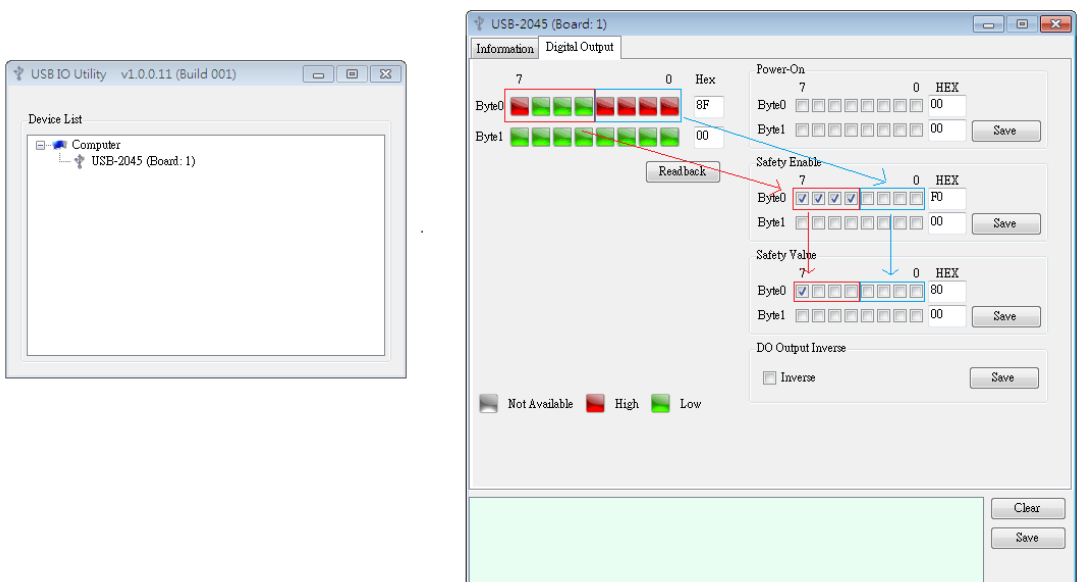 USB IO Utility v1.0.0.11 (Build 001)
Device List
Computer
USB-2045 (Board: 1)
USB-2045 (Board: 1)
Information Digital Output
7 0 Hex
Byte0 8F
Byte1 00
Readback
Not Available High Low
Power-On
7 0 HEX
Byte0 00
Byte1 00 Save
Safety Enable
7 0 HEX
Byte0 F0
Byte1 00 Save
Safety Value
7 0 HEX
Byte0 80
Byte1 00 Save
DO Output Inverse
Inverse Save
Clear
Save